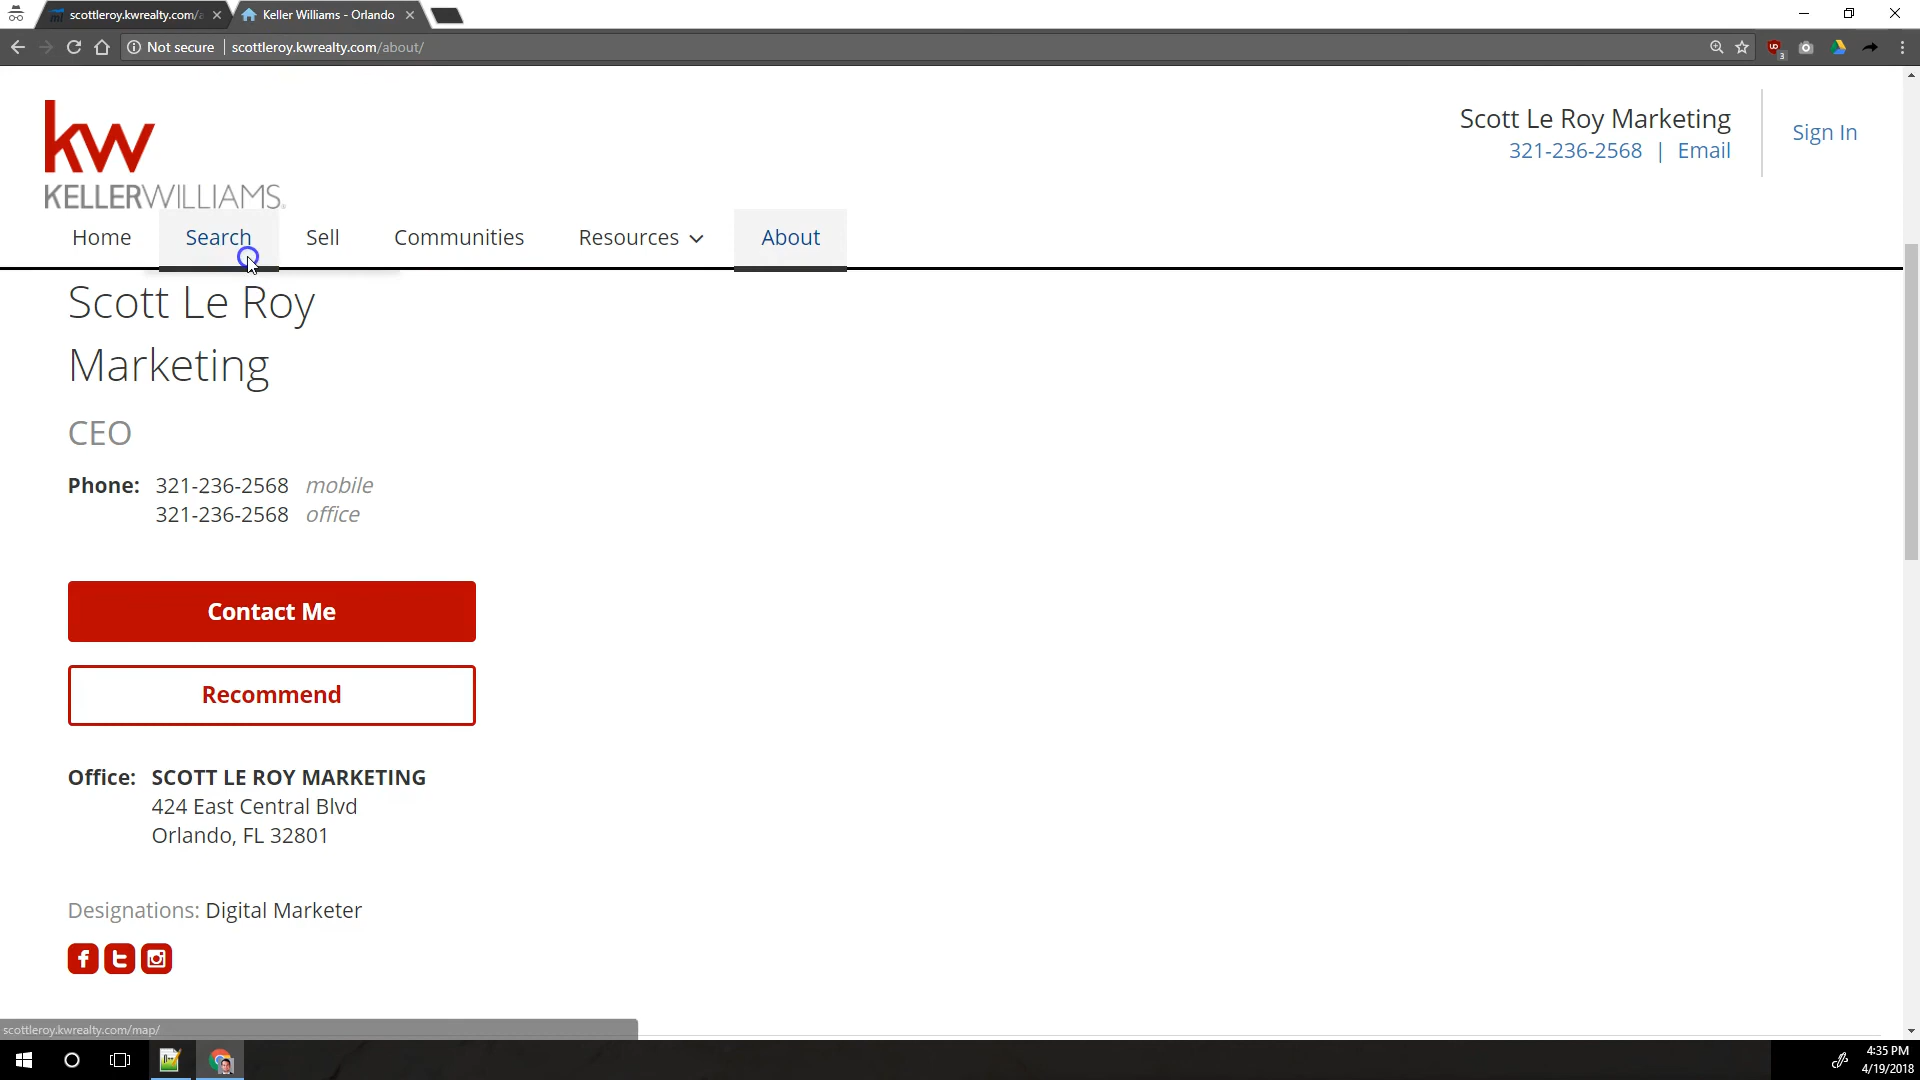 scottleroy.kwrealty.com/a
Keller Williams - Orlando
Not secure scottleroy.kwrealty.com/about/
3
kw
KELLERWILLIAMS.
Scott Le Roy Marketing
321-236-2568 | Email
Sign In
Home Search Sell Communities Resources About
Scott Le Roy
Marketing
CEO
Phone: 321-236-2568 mobile
321-236-2568 office
Contact Me
Recommend
Office: SCOTT LE ROY MARKETING
424 East Central Blvd
Orlando, FL 32801
Designations: Digital Marketer
scottleroy.kwrealty.com/map/
4:35 PM
4/19/2018